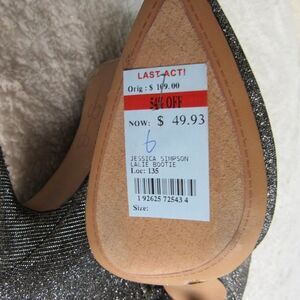 LAST ACT!
Orig : $ 109.00
54% OFF
NOW: $ 49.93
6
JESSICA SIMPSON
LALIE BOOTIE
Loc: 135
1 92625 72543 4
Size: